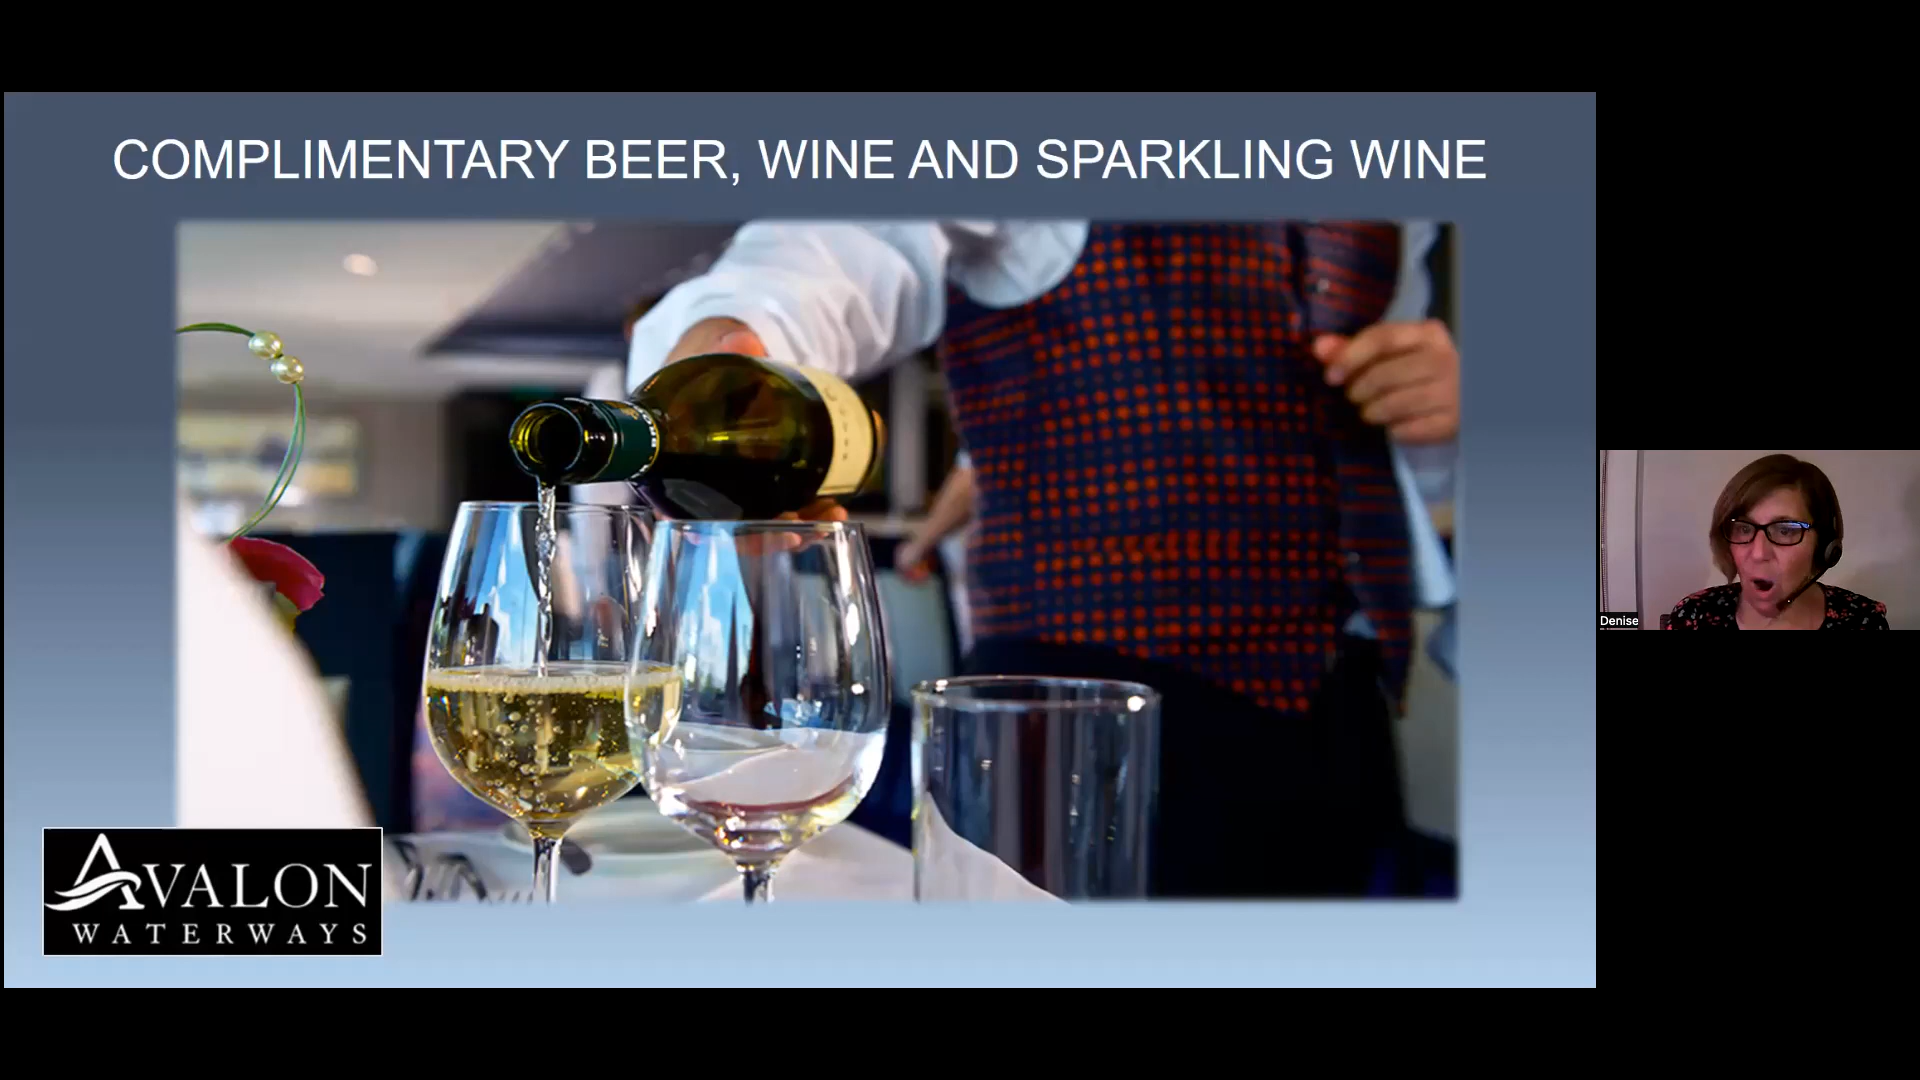 COMPLIMENTARY BEER, WINE AND SPARKLING WINE
AVALON
WATERWAYS
Denise